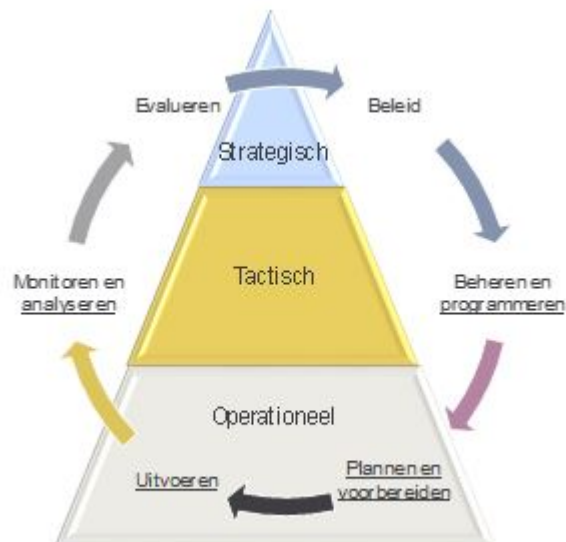 Evalueren
Beleid
Strategisch
Tactisch
Monitoren en
analyseren
Beheren en
programmeren
Operationeel
Uitvoeren
Plannen en
voorbereiden